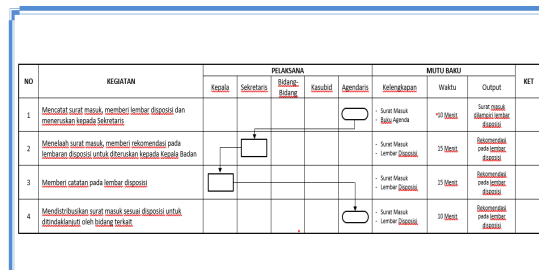 NO
KEGIATAN
PELAKSANA
MUTU BAKU
KET
Kepala
Sekretaris
Bidang-
Bidang
Kasubid
Agendaris
Kelengkapan
Waktu
Output
1
Mencatat surat masuk, memberi lembar disposisi dan
meneruskan kepada Sekretaris
- Surat Masuk
- Buku Agenda
*10 Menit
Surat masuk
dilampiri lembar
disposisi
2
Menelaah surat masuk, memberi rekomendasi pada
lembaran disposisi untuk diteruskan kepada Kepala Badan
- Surat Masuk
- Lembar Disposisi
15 Menit
Rekomendasi
pada lembar
disposisi
3
Memberi catatan pada lembar disposisi
- Surat Masuk
- Lembar Disposisi
15 Menit
Rekomendasi
pada lembar
disposisi
4
Mendistribusikan surat masuk sesuai disposisi untuk
ditindaklanjuti oleh bidang terkait
- Surat Masuk
- Lembar Disposisi
10 Menit
Rekomendasi
pada lembar
disposisi